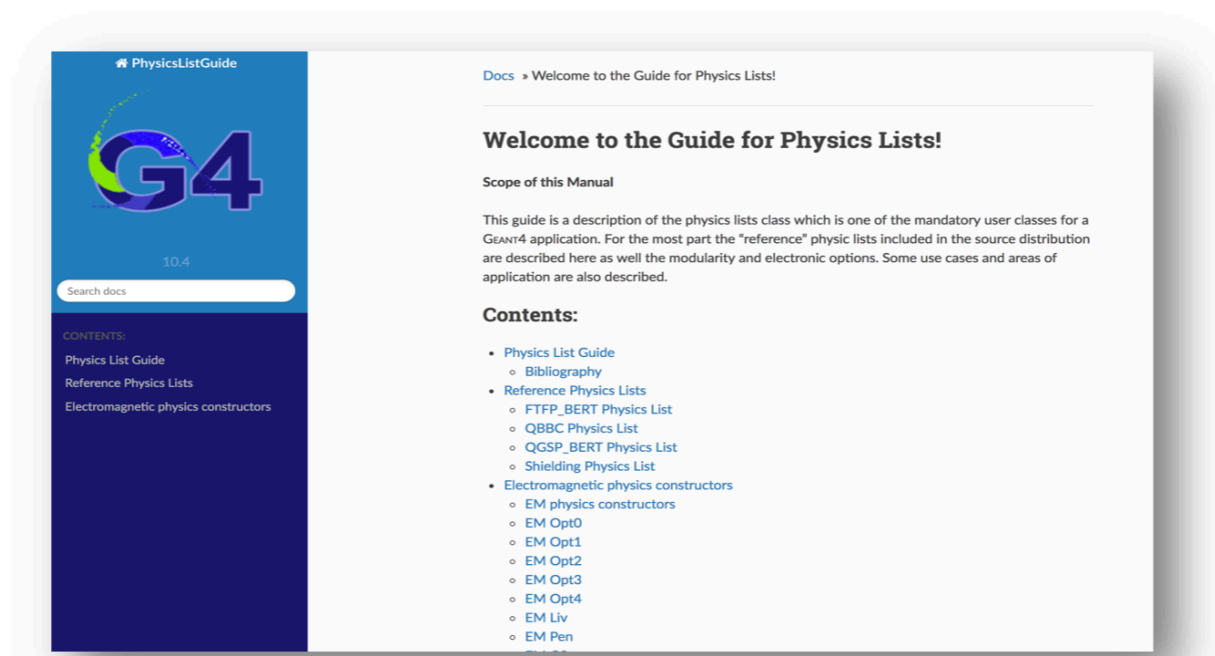 PhysicsListGuide
G4
10.4
Search docs
CONTENTS:
Physics List Guide
Reference Physics Lists
Electromagnetic physics constructors
Docs » Welcome to the Guide for Physics Lists!
Welcome to the Guide for Physics Lists!
Scope of this Manual
This guide is a description of the physics lists class which is one of the mandatory user classes for a
GEANT4 application. For the most part the “reference” physic lists included in the source distribution
are described here as well the modularity and electronic options. Some use cases and areas of
application are also described.
Contents:
• Physics List Guide
◦ Bibliography
• Reference Physics Lists
◦ FTFP_BERT Physics List
◦ QBBC Physics List
◦ QGSP_BERT Physics List
◦ Shielding Physics List
• Electromagnetic physics constructors
◦ EM physics constructors
◦ EM Opt0
◦ EM Opt1
◦ EM Opt2
◦ EM Opt3
◦ EM Opt4
◦ EM Liv
◦ EM Pen